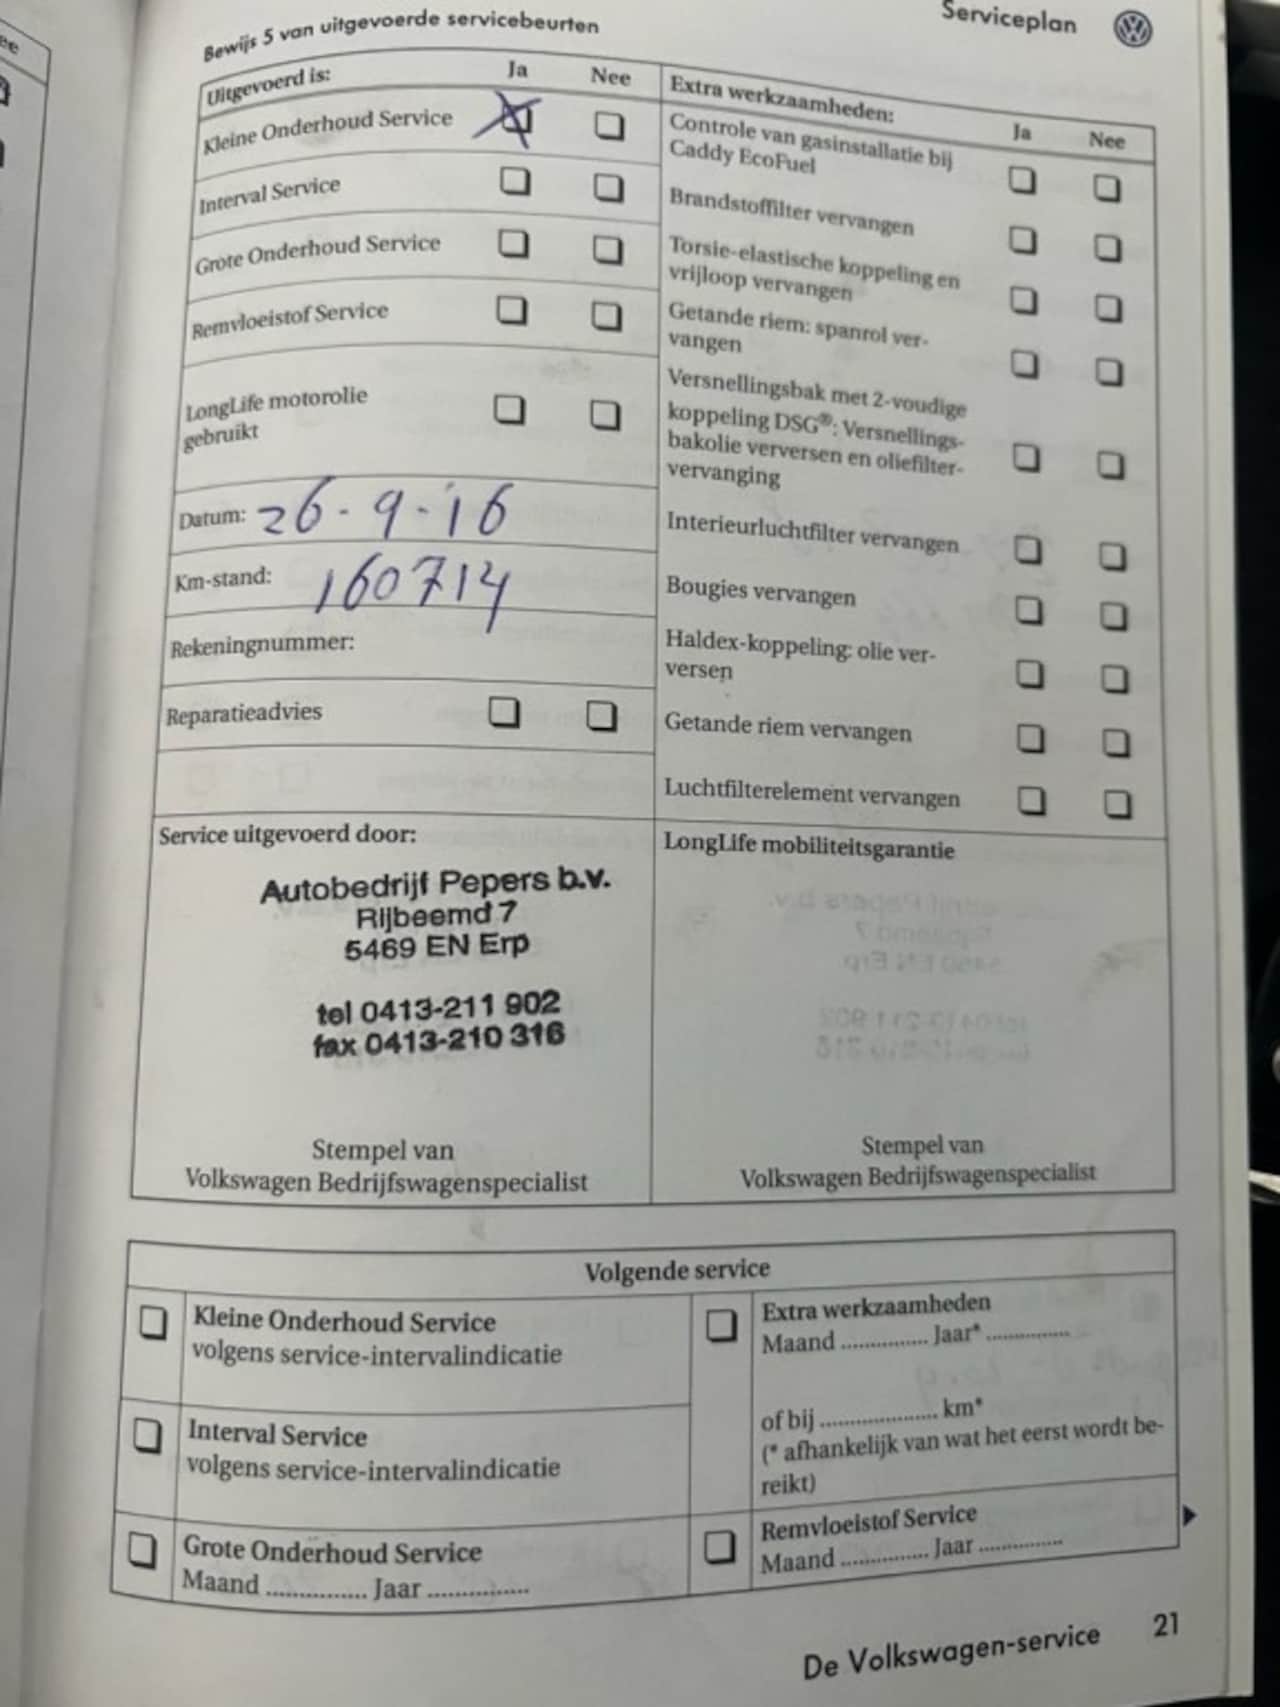 Serviceplan
Bewijs 5 van uitgevoerde servicebeurten
Uitgevoerd is:
Ja
Nee
Kleine Onderhoud Service
Interval Service
Grote Onderhoud Service
Remvloeistof Service
LongLife motorolie
gebruikt
Datum: 26-9-16
Km-stand: 160714
Rekeningnummer:
Reparatieadvies
Extra werkzaamheden:
Ja
Nee
Controle van gasinstallatie bij
Caddy EcoFuel
Brandstoffilter vervangen
Torsie-elastische koppeling en
vrijloop vervangen
Getande riem: spanrol ver-
vangen
Versnellingsbak met 2-voudige
koppeling DSG®: Versnellings-
bakolie verversen en oliefilter-
vervanging
Interieurluchtfilter vervangen
Bougies vervangen
Haldex-koppeling: olie ver-
versen
Getande riem vervangen
Luchtfilterelement vervangen
Service uitgevoerd door:
Autobedrijf Pepers b.v.
Rijbeemd 7
5469 EN Erp
tel 0413-211 902
fax 0413-210 316
Stempel van
Volkswagen Bedrijfswagenspecialist
LongLife mobiliteitsgarantie
Stempel van
Volkswagen Bedrijfswagenspecialist
Volgende service
Kleine Onderhoud Service
volgens service-intervalindicatie
Interval Service
volgens service-intervalindicatie
Grote Onderhoud Service
Maand ............... Jaar ...............
Extra werkzaamheden
Maand ............... Jaar* ...............
of bij ..................... km*
(* afhankelijk van wat het eerst wordt be-
reikt)
Remvloeistof Service
Maand ............... Jaar ...............
De Volkswagen-service 21